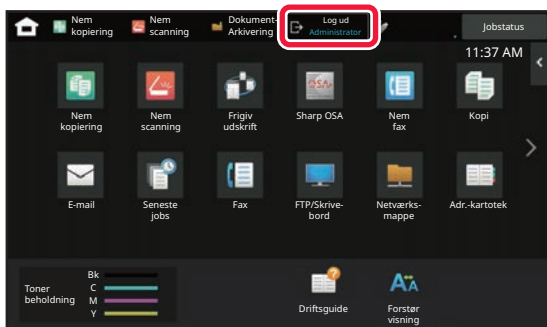 Nem
kopiering
Nem
scanning
Dokument-
Arkivering
Log ud
Administrator
Jobstatus
11:37 AM
Nem
kopiering
Nem
scanning
Frigiv
udskrift
Sharp OSA
Nem
fax
Kopi
E-mail
Seneste
jobs
Fax
FTP/Skrive-
bord
Netværks-
mappe
Adr.-kartotek
Toner
beholdning
Bk
C
M
Y
Driftsguide
Forstør
visning